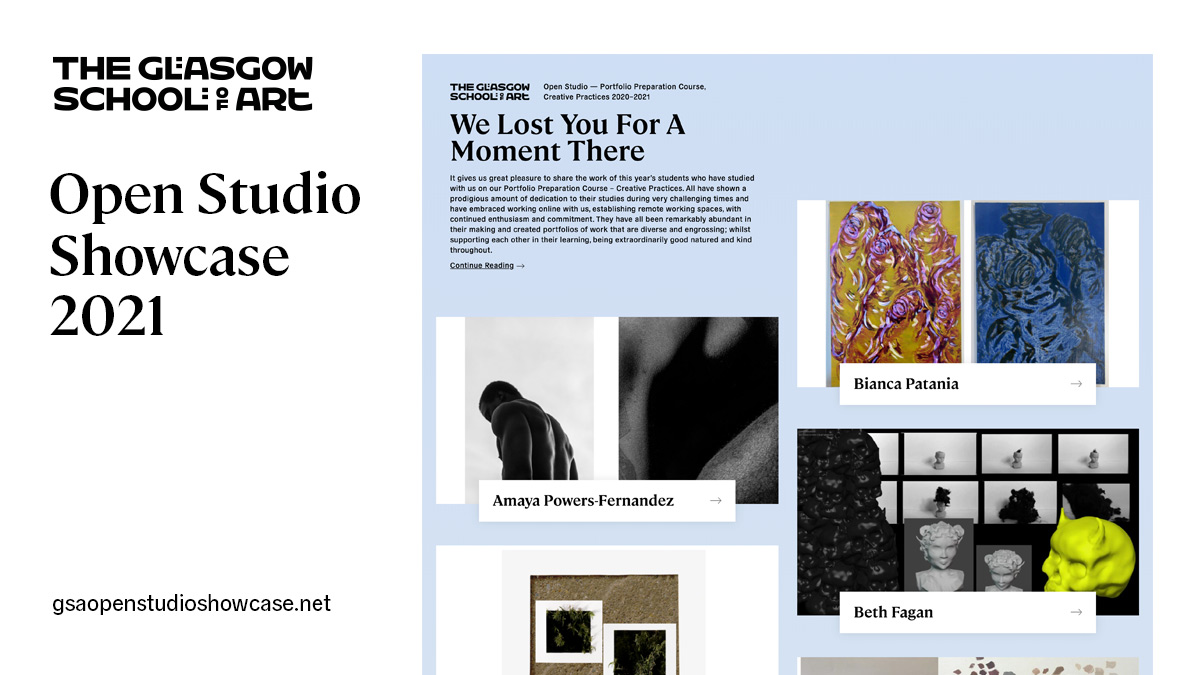 THE GLASGOW
SCHOOL OF ART
Open Studio
Showcase
2021
gsaopenstudioshowcase.net
THE GLASGOW
SCHOOL OF ART
Open Studio — Portfolio Preparation Course,
Creative Practices 2020–2021
We Lost You For A
Moment There
It gives us great pleasure to share the work of this year's students who have studied
with us on our Portfolio Preparation Course – Creative Practices. All have shown a
prodigious amount of dedication to their studies during very challenging times and
have embraced working online with us, establishing remote working spaces, with
continued enthusiasm and commitment. They have all been remarkably abundant in
their making and created portfolios of work that are diverse and engrossing; whilst
supporting each other in their learning, being extraordinarily good natured and kind
throughout.
Continue Reading →
Amaya Powers-Fernandez →
Bianca Patania →
Beth Fagan →